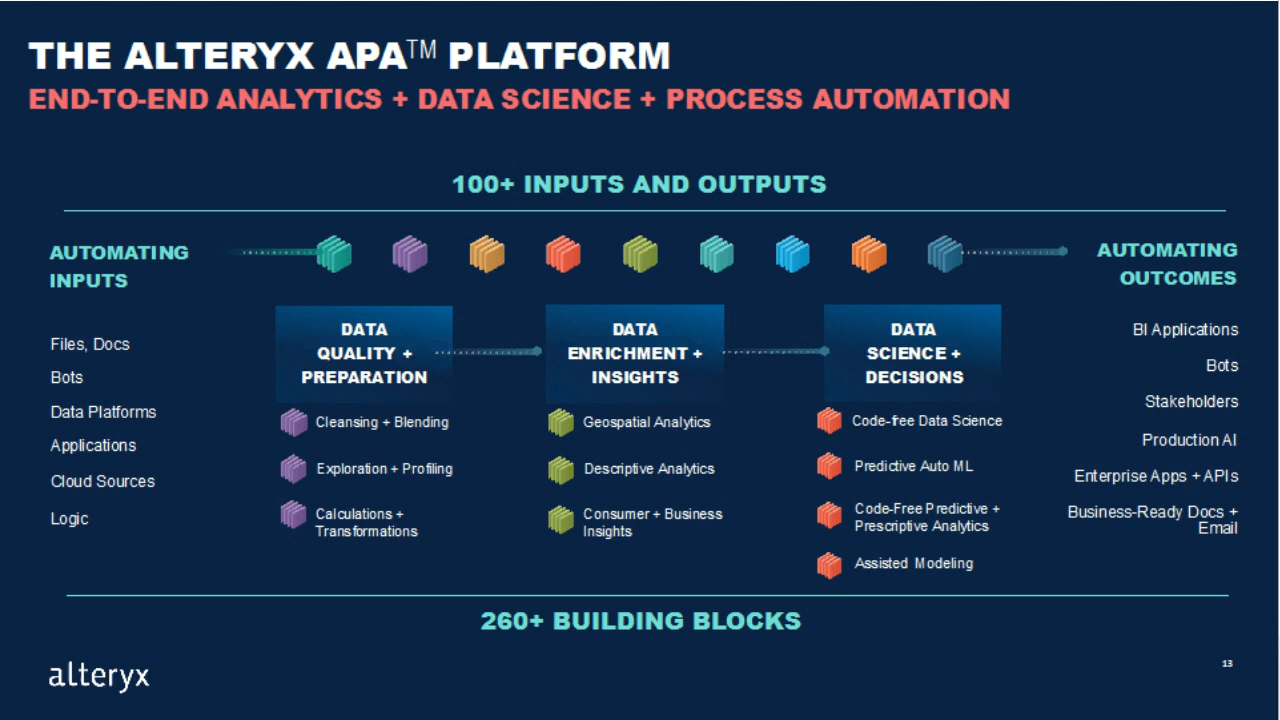 THE ALTERYX APA™ PLATFORM
END-TO-END ANALYTICS + DATA SCIENCE + PROCESS AUTOMATION
100+ INPUTS AND OUTPUTS
AUTOMATING
INPUTS
Files, Docs
Bots
Data Platforms
Applications
Cloud Sources
Logic
DATA
QUALITY +
PREPARATION
Cleansing + Blending
Exploration + Profiling
Calculations +
Transformations
DATA
ENRICHMENT +
INSIGHTS
Geospatial Analytics
Descriptive Analytics
Consumer + Business
Insights
DATA
SCIENCE +
DECISIONS
Code-free Data Science
Predictive Auto ML
Code-Free Predictive +
Prescriptive Analytics
Assisted Modeling
AUTOMATING
OUTCOMES
BI Applications
Bots
Stakeholders
Production AI
Enterprise Apps + APIs
Business-Ready Docs +
Email
260+ BUILDING BLOCKS
alteryx
13